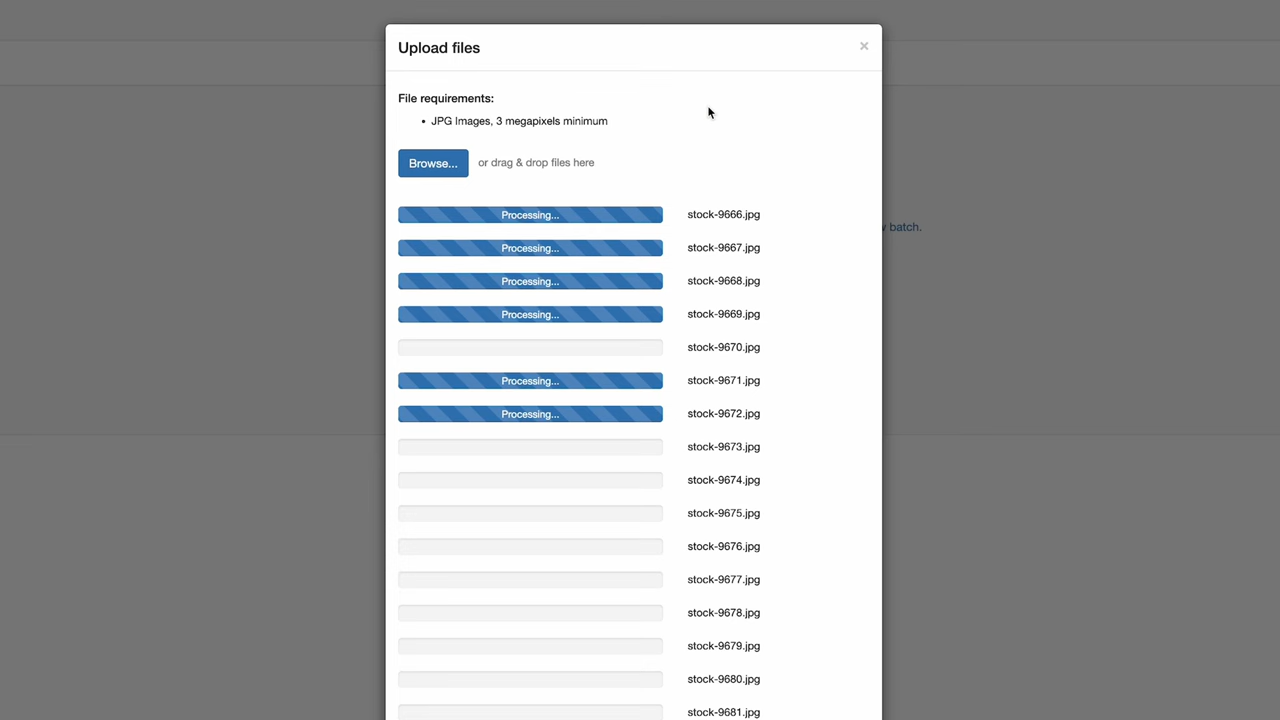 Upload files
×
File requirements:
• JPG Images, 3 megapixels minimum
Browse... or drag & drop files here
Processing... stock-9666.jpg
batch.
Processing... stock-9667.jpg
Processing... stock-9668.jpg
Processing... stock-9669.jpg
stock-9670.jpg
Processing... stock-9671.jpg
Processing... stock-9672.jpg
stock-9673.jpg
stock-9674.jpg
stock-9675.jpg
stock-9676.jpg
stock-9677.jpg
stock-9678.jpg
stock-9679.jpg
stock-9680.jpg
stock-9681.jpg